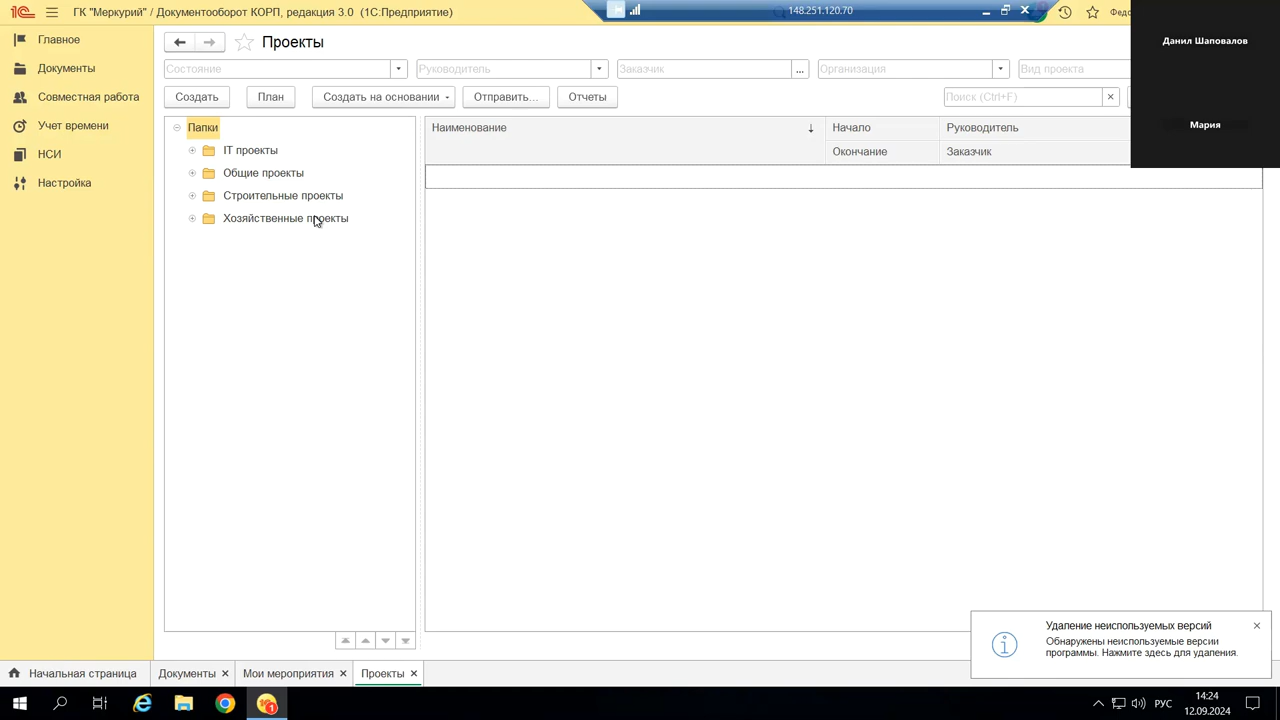 ГК "Меркурий" / Документооборот КОРП, редакция 3.0 (1С:Предприятие)
148.251.120.70
Данил Шаповалов
Мария
Главное
Документы
Совместная работа
Учет времени
НСИ
Настройка
Проекты
Состояние
Руководитель
Заказчик
Организация
Вид проекта
Создать
План
Создать на основании
Отправить...
Отчеты
Поиск (Ctrl+F)
Папки
IT проекты
Общие проекты
Строительные проекты
Хозяйственные проекты
Наименование
Начало
Руководитель
Окончание
Заказчик
Удаление неиспользуемых версий
Обнаружены неиспользуемые версии
программы. Нажмите здесь для удаления.
Начальная страница
Документы
Мои мероприятия
Проекты
РУС
14:24
12.09.2024